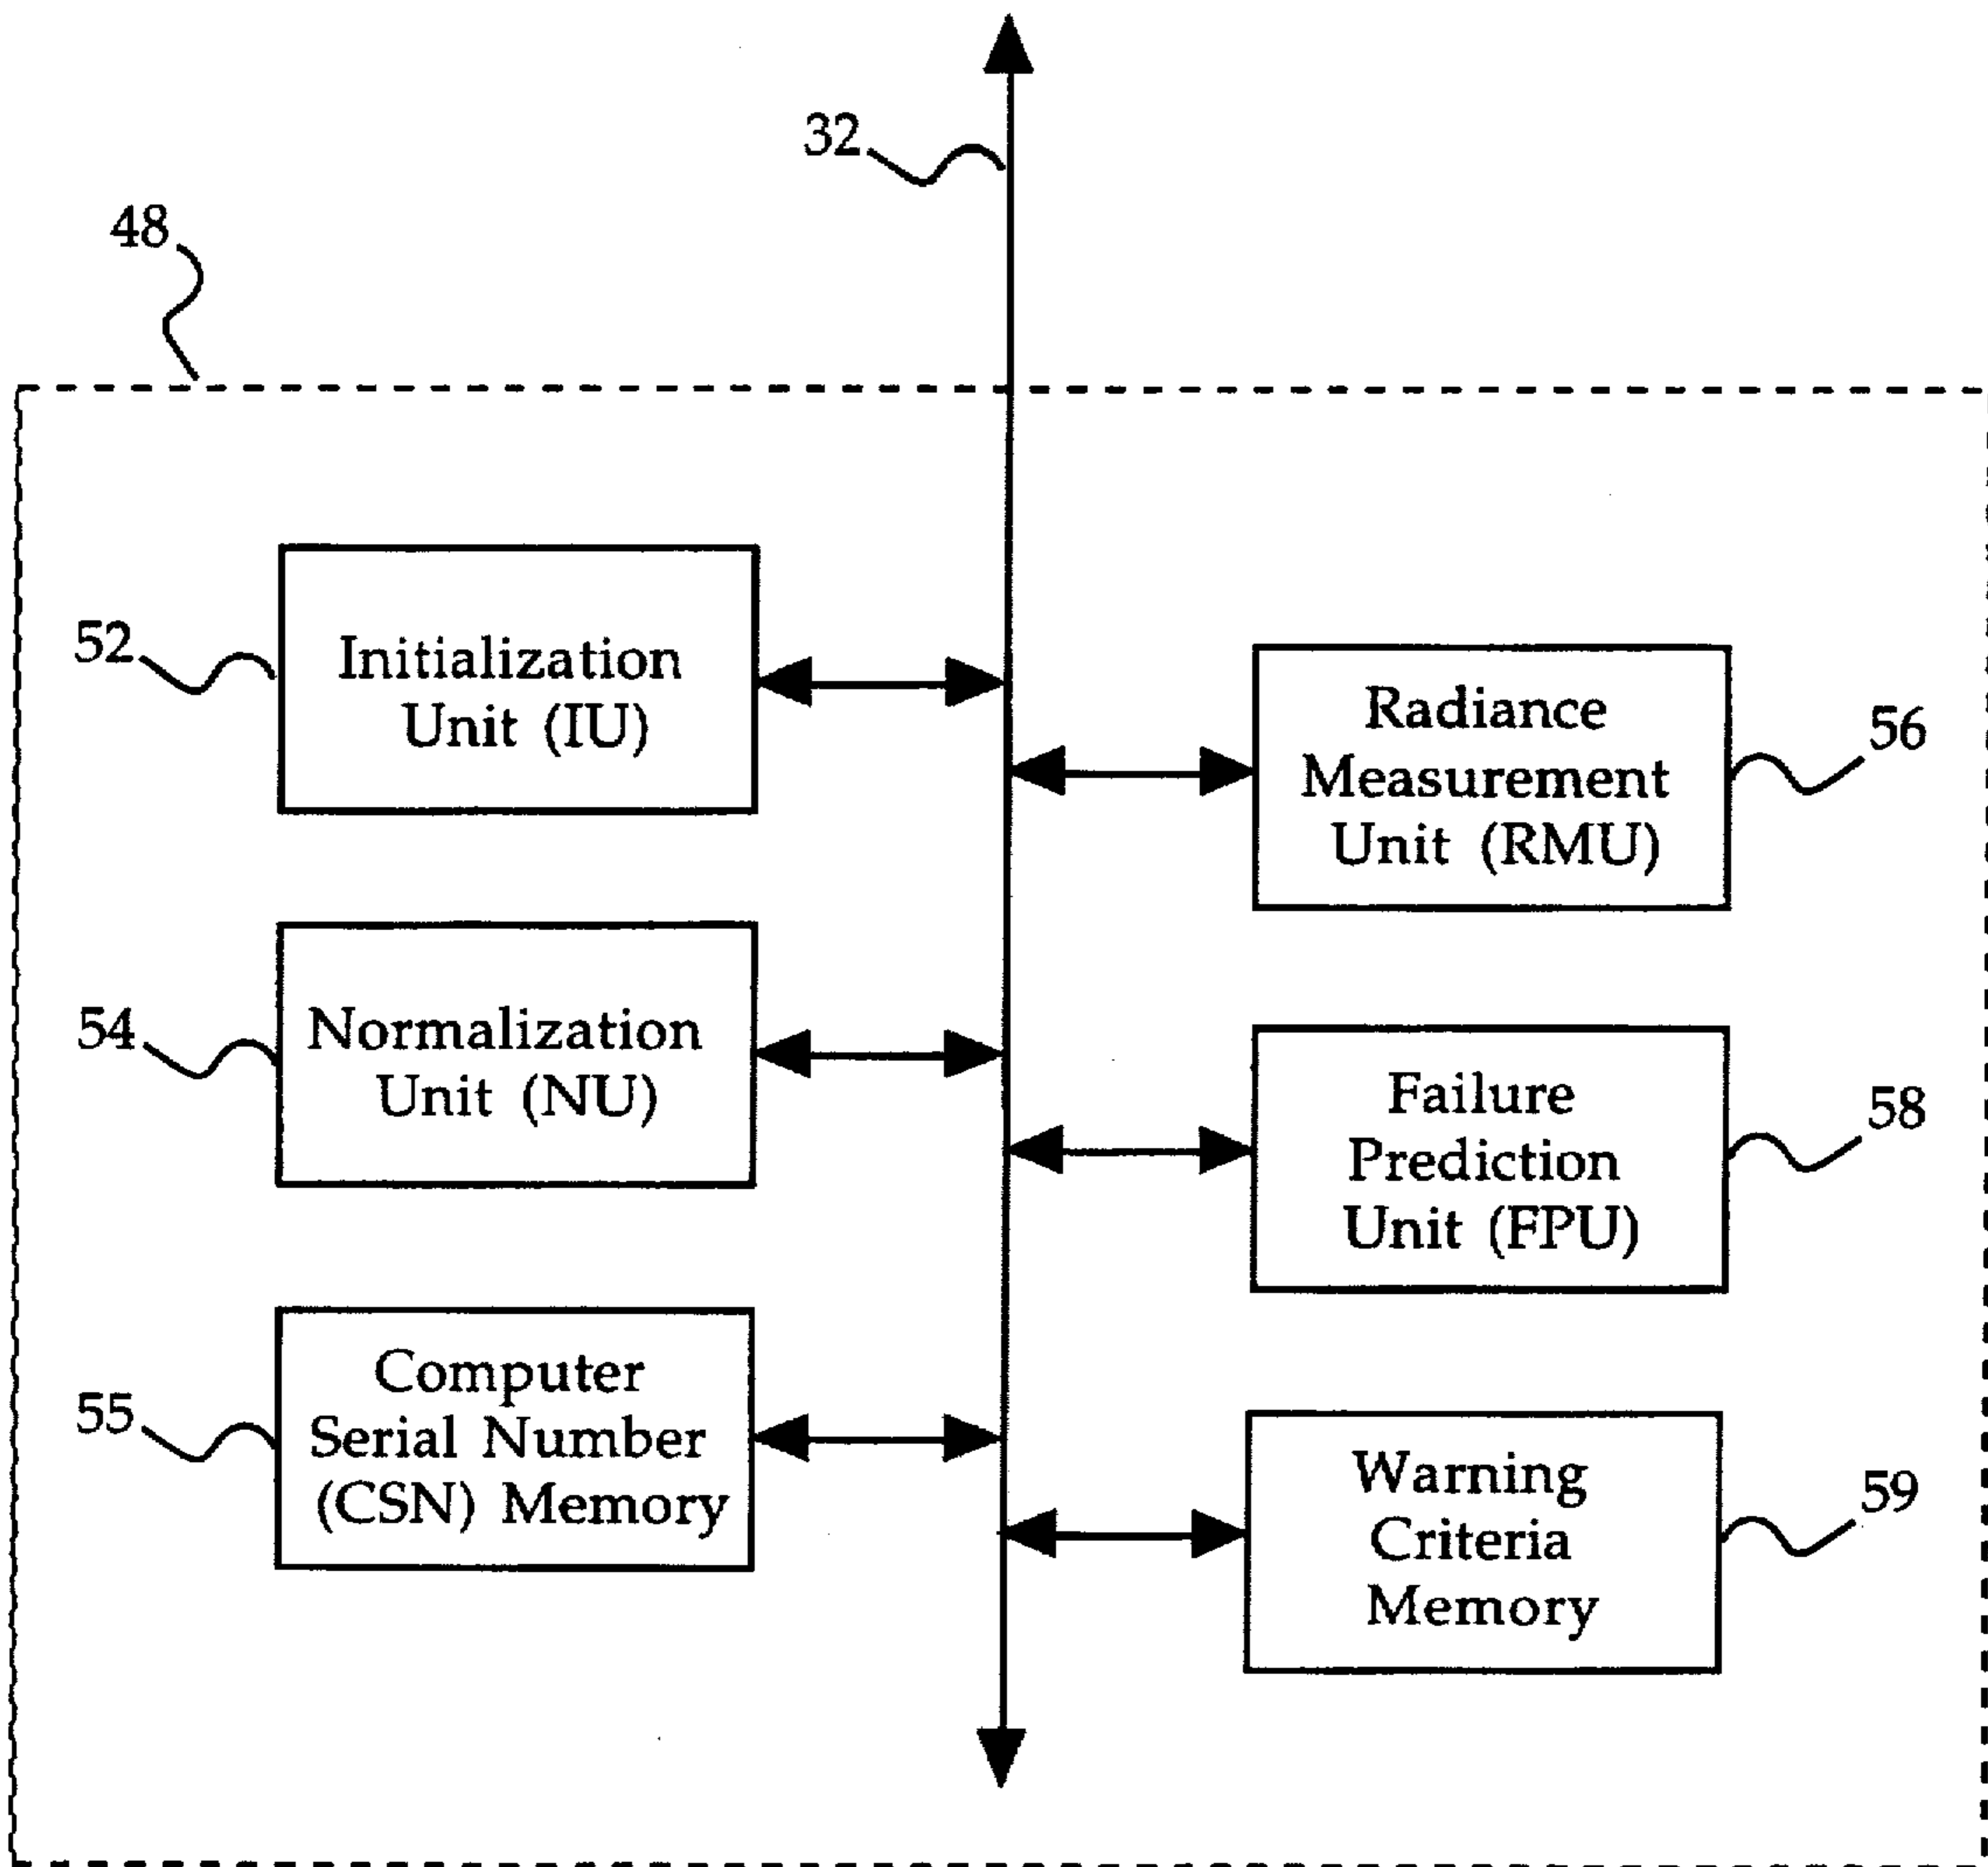 32
48
52
Initialization
Unit (IU)
Radiance
Measurement
Unit (RMU)
56
54
Normalization
Unit (NU)
Failure
Prediction
Unit (FPU)
58
55
Computer
Serial Number
(CSN) Memory
Warning
Criteria
Memory
59